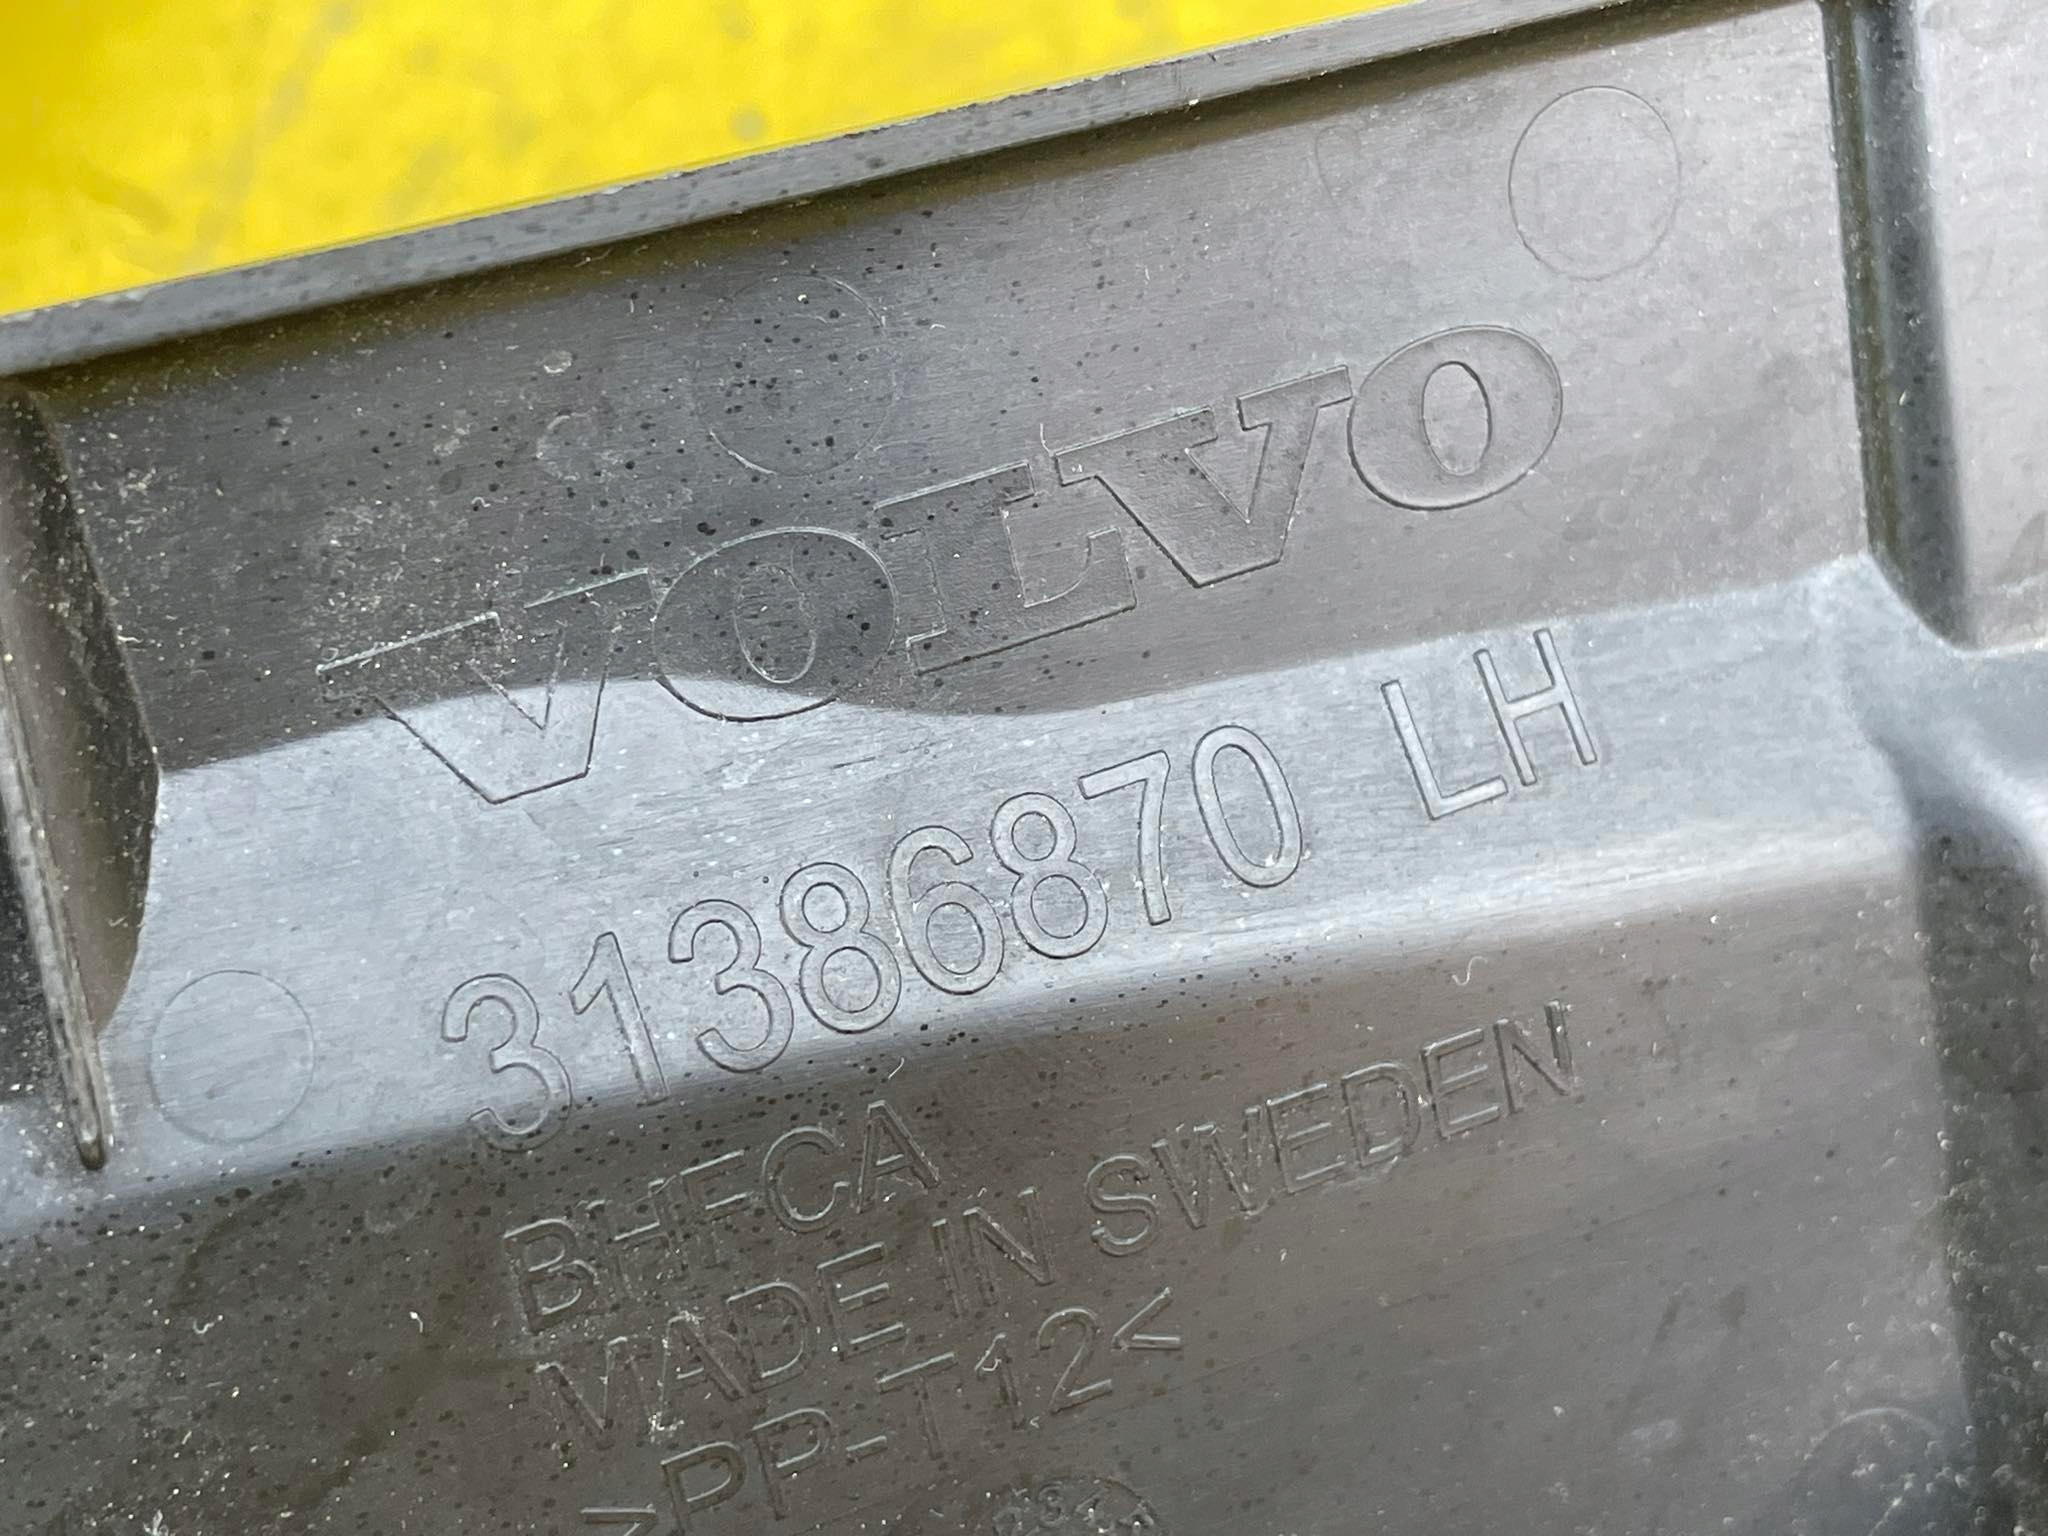 VOLVO
31386870 LH
BHFCA
MADE IN SWEDEN
>PP-T12<